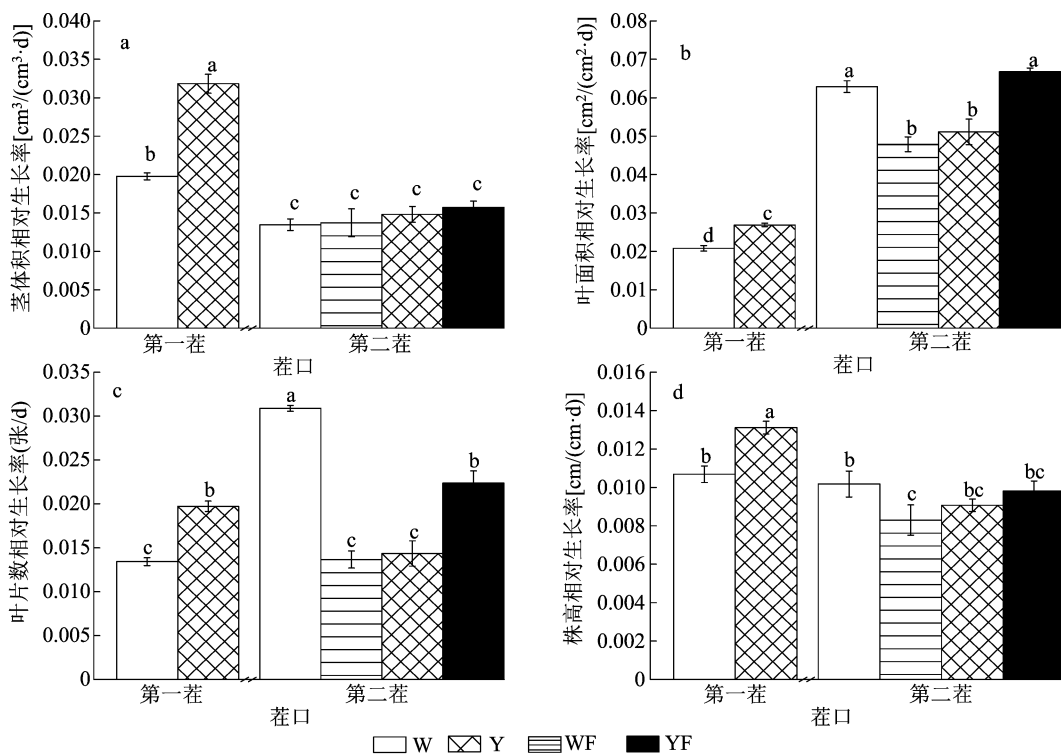 茎体积相对生长率[cm³/(cm³·d)]
0.040
0.035
0.030
0.025
0.020
0.015
0.010
0.005
0
a
b
a
c
c
c
c
第一茬
第二茬
茬口
叶面积相对生长率[cm²/(cm²·d)]
0.08
0.07
0.06
0.05
0.04
0.03
0.02
0.01
0
b
d
c
a
b
b
a
第一茬
第二茬
茬口
叶片数相对生长率(张/d)
0.035
0.030
0.025
0.020
0.015
0.010
0.005
0
c
c
b
a
c
c
b
第一茬
第二茬
茬口
株高相对生长率[cm/(cm·d)]
0.016
0.014
0.012
0.010
0.008
0.006
0.004
0.002
0
d
b
a
b
c
bc
bc
第一茬
第二茬
茬口
W Y WF YF